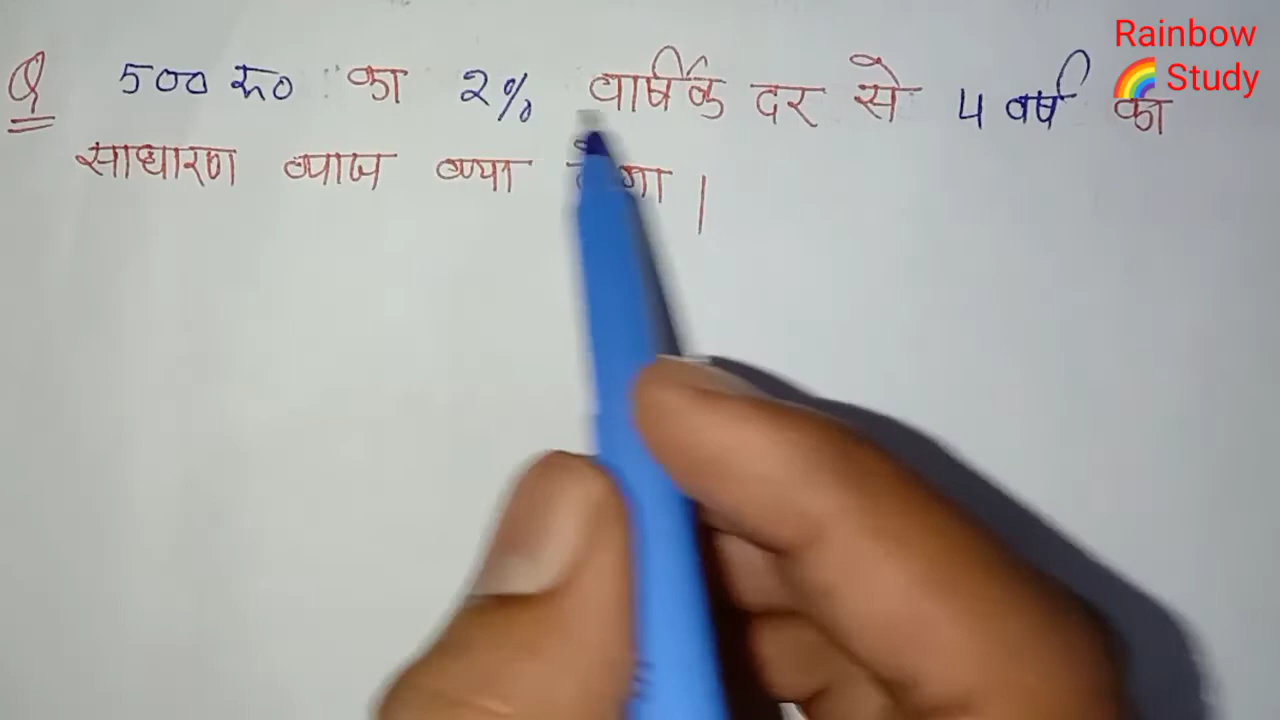 Rainbow
Study
Q 500 रू० का 2% वार्षिक दर से 4 वर्ष का
साधारण ब्याज क्या होगा |